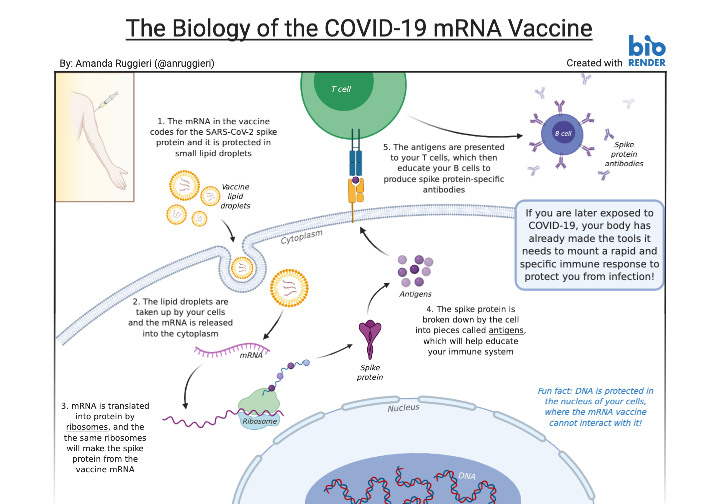 The Biology of the COVID-19 mRNA Vaccine
By: Amanda Ruggieri (@anruggieri)
Created with
bio
RENDER
T cell
1. The mRNA in the vaccine
codes for the SARS-CoV-2 spike
protein and it is protected in
small lipid droplets
Vaccine
lipid
droplets
5. The antigens are presented
to your T cells, which then
educate your B cells to
produce spike protein-specific
antibodies
B cell
Spike
protein
antibodies
If you are later exposed to
COVID-19, your body has
already made the tools it
needs to mount a rapid and
specific immune response to
protect you from infection!
Cytoplasm
2. The lipid droplets are
taken up by your cells
and the mRNA is released
into the cytoplasm
Antigens
4. The spike protein is
broken down by the cell
into pieces called antigens,
which will help educate
your immune system
mRNA
Spike
protein
3. mRNA is translated
into protein by
ribosomes, and the
the same ribosomes
will make the spike
protein from the
vaccine mRNA
Ribosome
Nucleus
DNA
Fun fact: DNA is protected in
the nucleus of your cells,
where the mRNA vaccine
cannot interact with it!